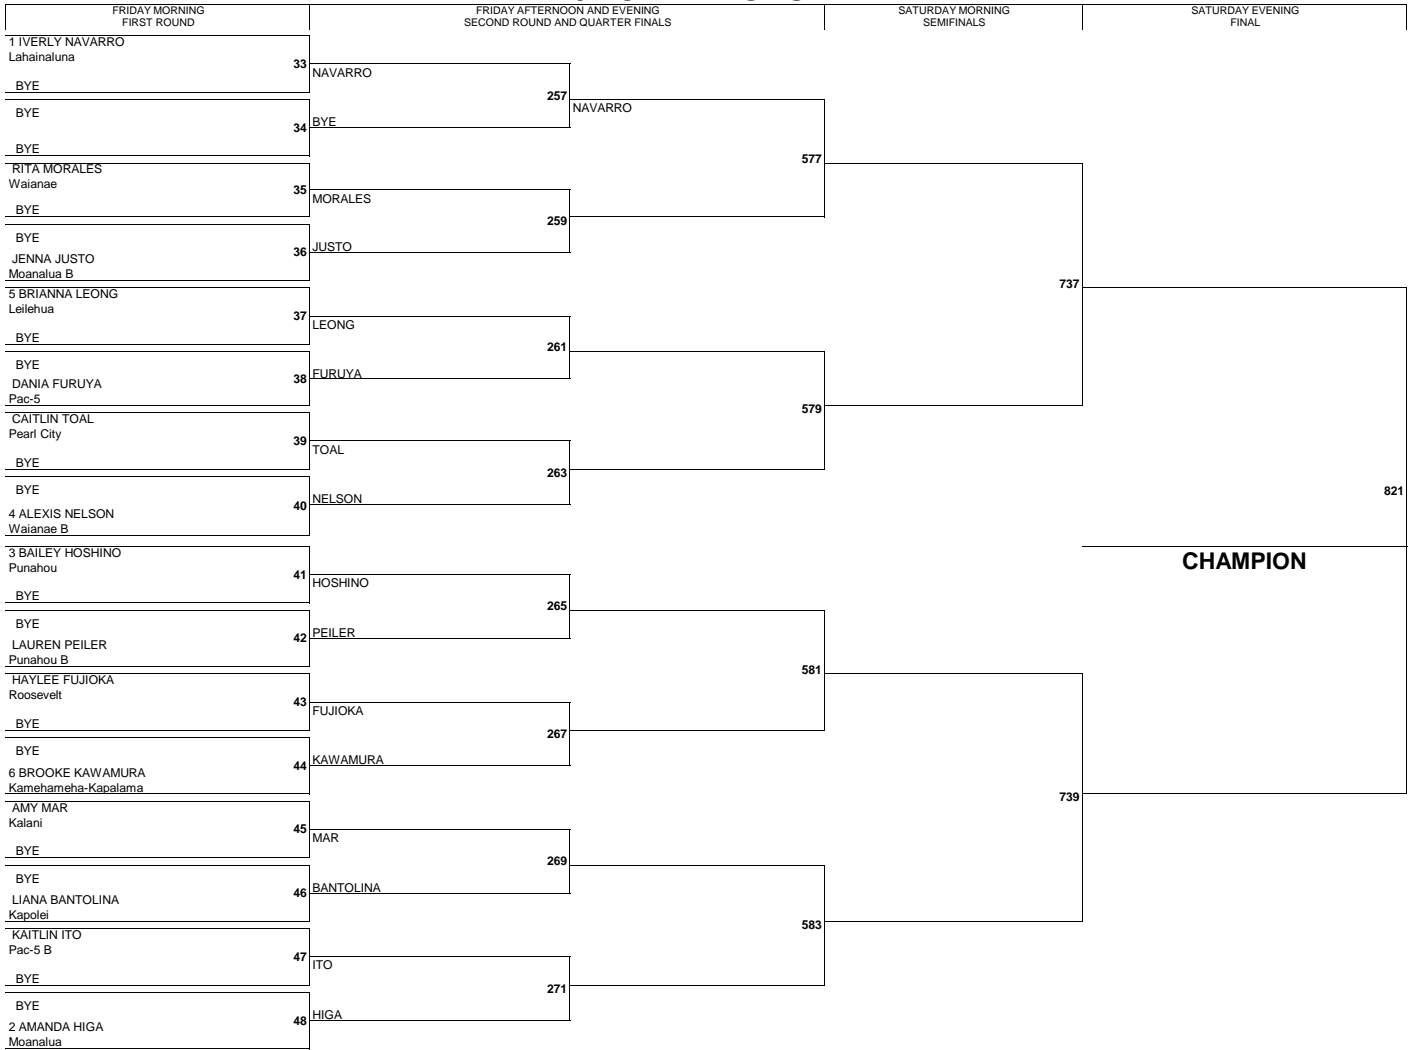 FRIDAY MORNING
FIRST ROUND
FRIDAY AFTERNOON AND EVENING
SECOND ROUND AND QUARTER FINALS
SATURDAY MORNING
SEMIFINALS
SATURDAY EVENING
FINAL
1 IVERLY NAVARRO
Lahainaluna
33
BYE
BYE
34
BYE
RITA MORALES
Waianae
35
BYE
BYE
36
JENNA JUSTO
Moanalua B
5 BRIANNA LEONG
Leilehua
37
BYE
BYE
38
DANIA FURUYA
Pac-5
CAITLIN TOAL
Pearl City
39
BYE
BYE
40
4 ALEXIS NELSON
Waianae B
3 BAILEY HOSHINO
Punahou
41
BYE
BYE
42
LAUREN PEILER
Punahou B
HAYLEE FUJIOKA
Roosevelt
43
BYE
BYE
44
6 BROOKE KAWAMURA
Kamehameha-Kapalama
AMY MAR
Kalani
45
BYE
BYE
46
LIANA BANTOLINA
Kapolei
KAITLIN ITO
Pac-5 B
47
BYE
BYE
48
2 AMANDA HIGA
Moanalua
NAVARRO
257
BYE
MORALES
259
JUSTO
LEONG
261
FURUYA
TOAL
263
NELSON
HOSHINO
265
PEILER
FUJIOKA
267
KAWAMURA
MAR
269
BANTOLINA
ITO
271
HIGA
NAVARRO
577
579
581
583
737
739
821
CHAMPION